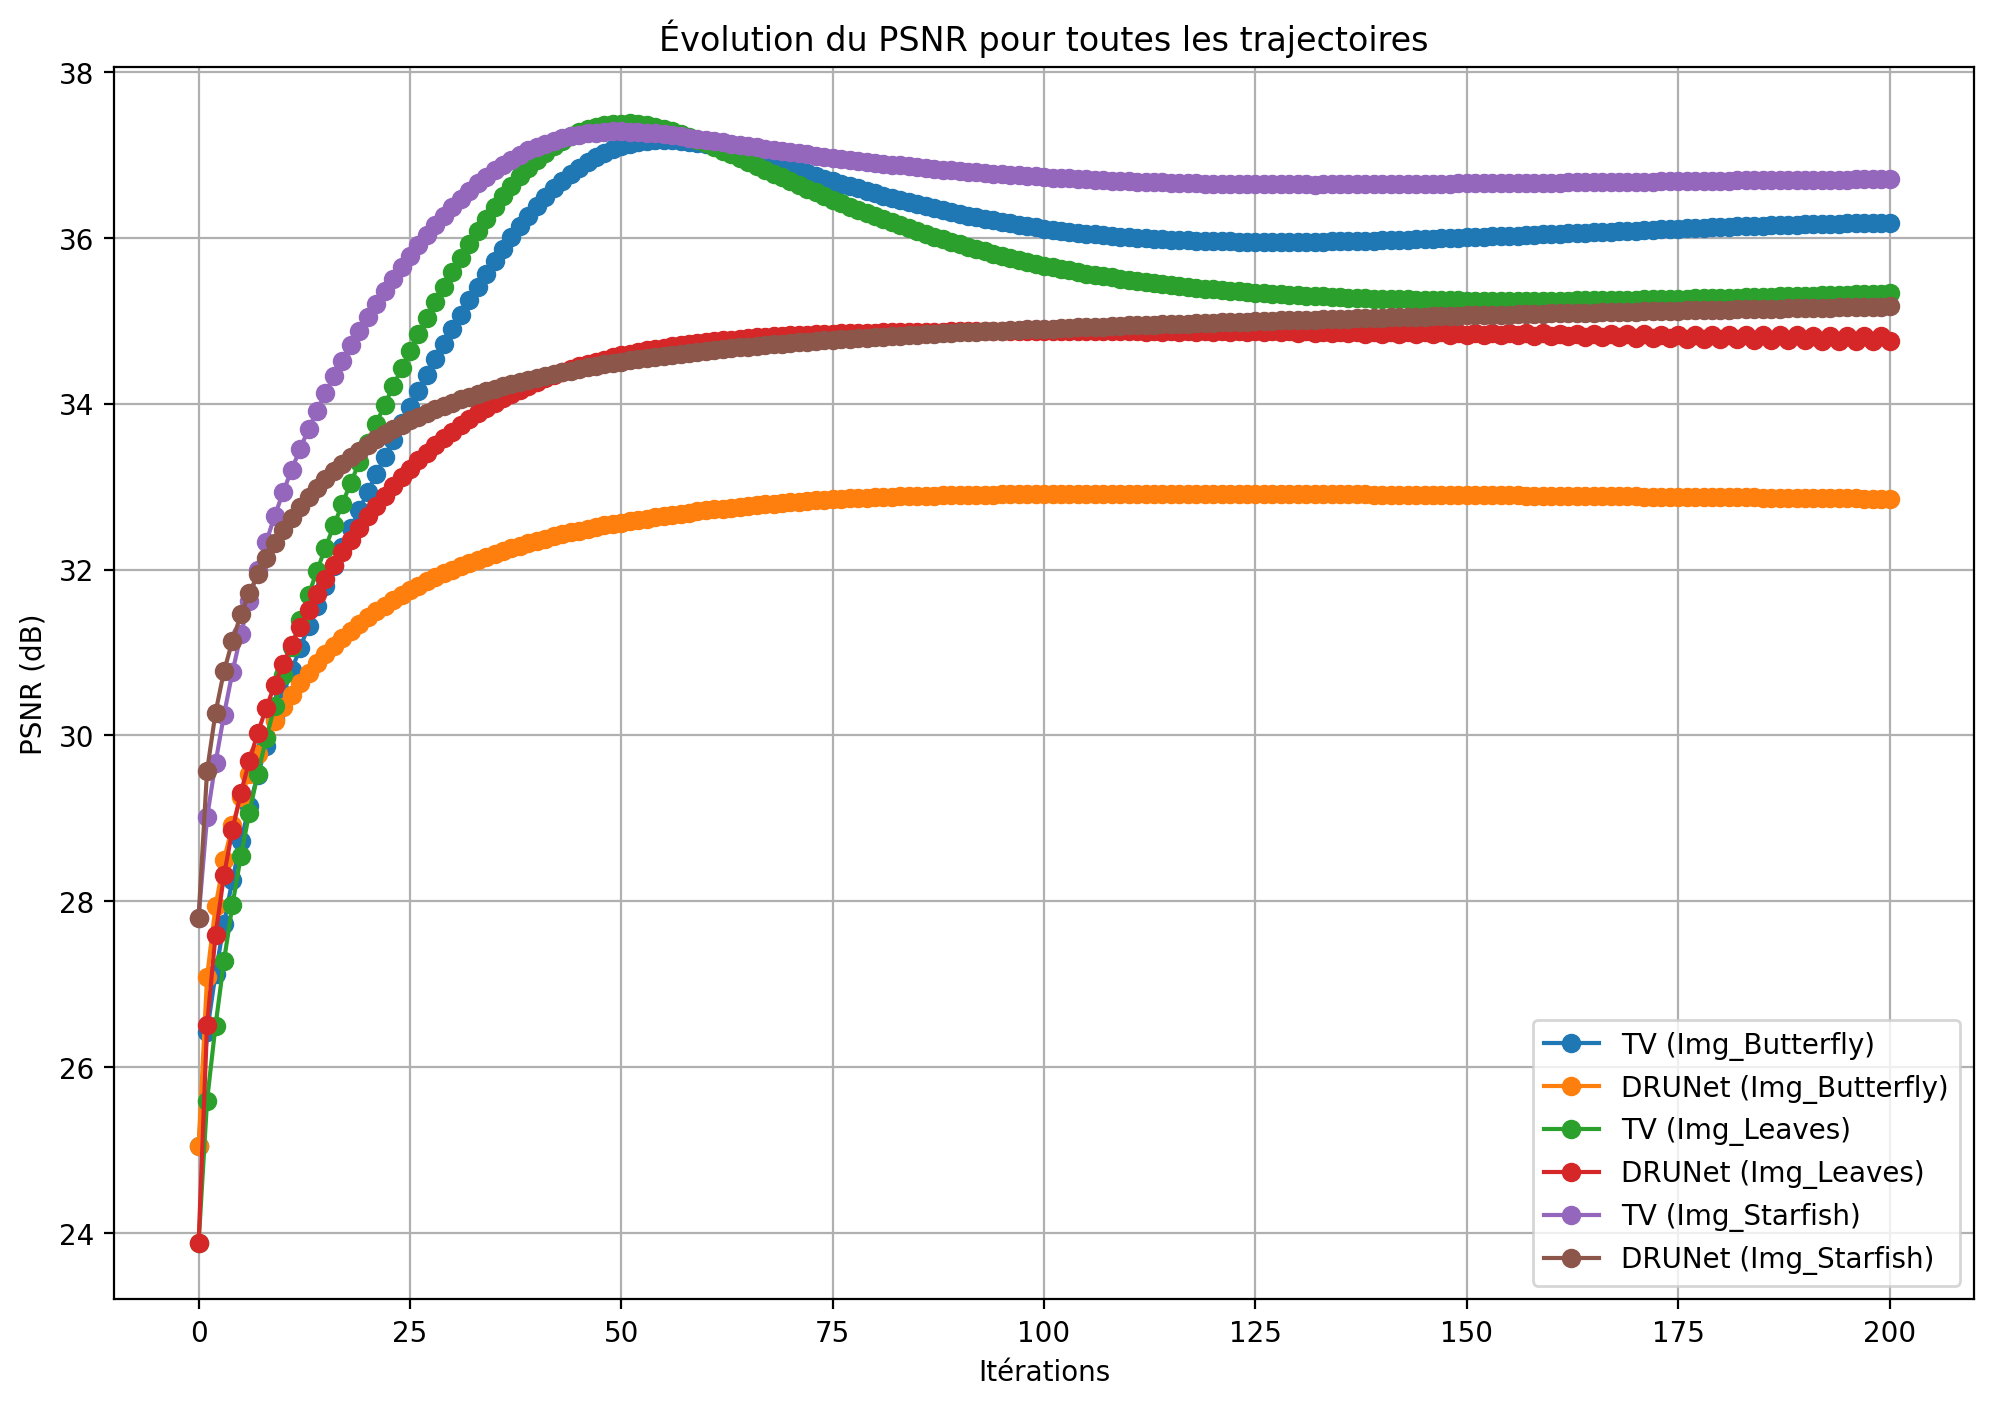 Évolution du PSNR pour toutes les trajectoires
38
36
34
32
30
28
26
24
PSNR (dB)
TV (Img_Butterfly)
DRUNet (Img_Butterfly)
TV (Img_Leaves)
DRUNet (Img_Leaves)
TV (Img_Starfish)
DRUNet (Img_Starfish)
0 25 50 75 100 125 150 175 200
Itérations